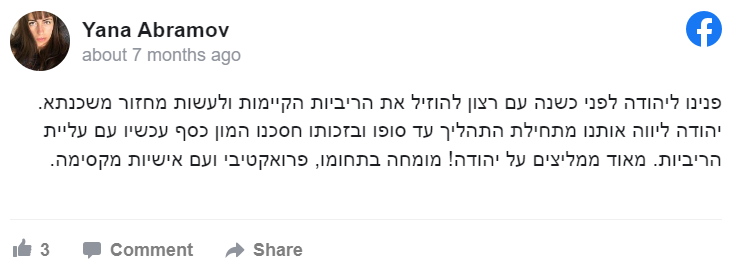 Yana Abramov
about 7 months ago
פנינו ליהודה לפני כשנה עם רצון להוזיל את הריביות הקיימות ולעשות מחזור משכנתא.
יהודה ליווה אותנו מתחילת התהליך עד סופו ובזכותו חסכנו המון כסף עכשיו עם עליית
הריביות. מאוד ממליצים על יהודה! מומחה בתחומו, פרואקטיבי ועם אישיות מקסימה.
3 Comment Share